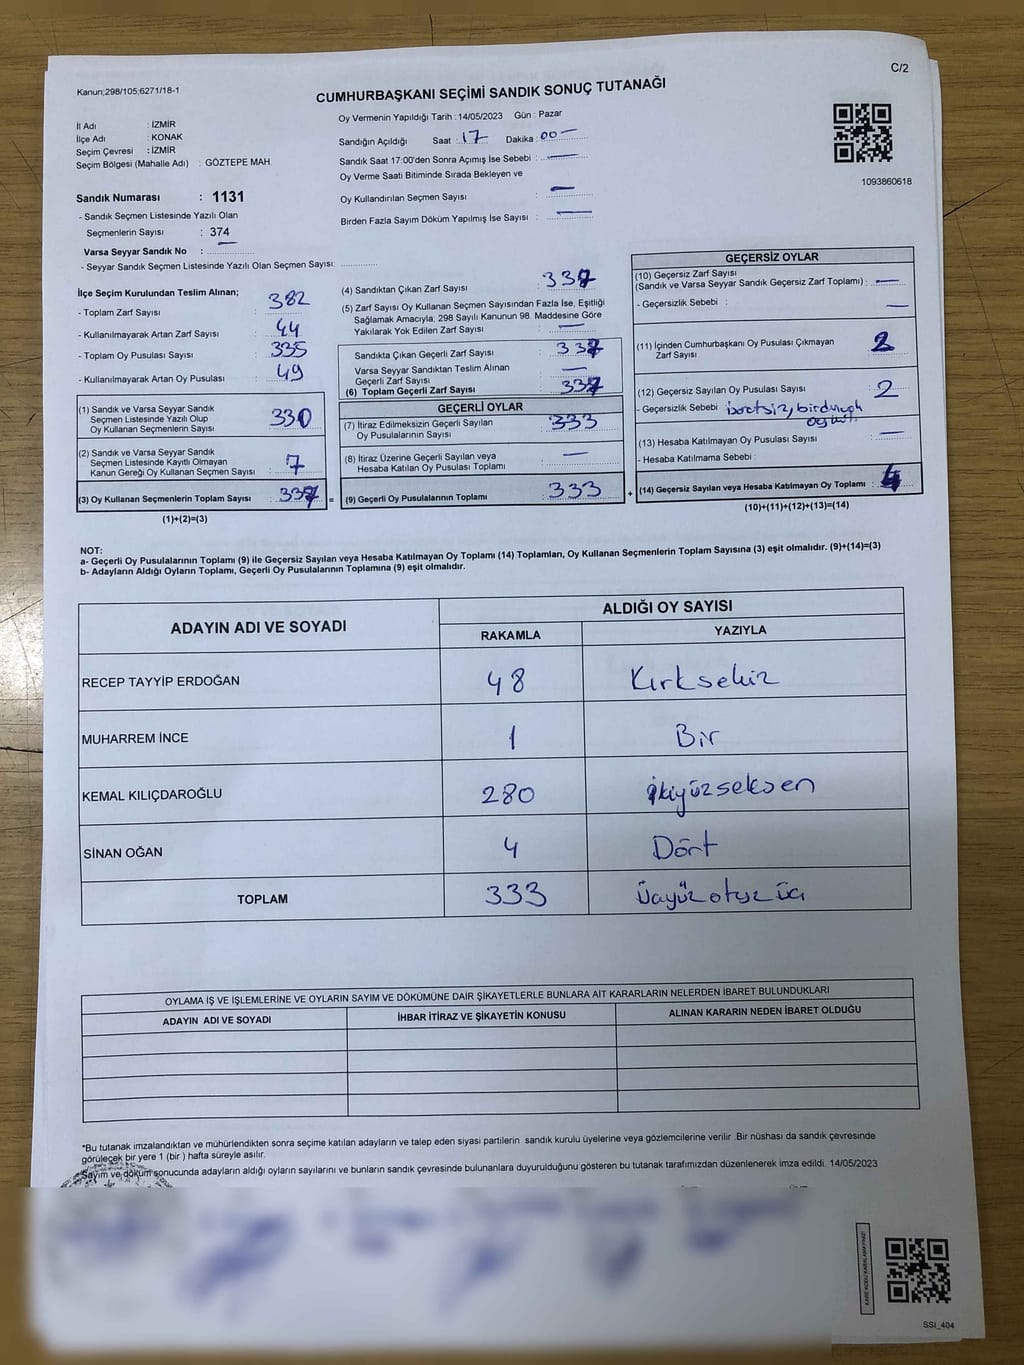 Kanun;298/105;6271/18-1
C/2
CUMHURBAŞKANI SEÇİMİ SANDIK SONUÇ TUTANAĞI
İl Adı : İZMİR
İlçe Adı : KONAK
Seçim Çevresi : İZMİR
Seçim Bölgesi (Mahalle Adı) : GÖZTEPE MAH.
Sandık Numarası : 1131
- Sandık Seçmen Listesinde Yazılı Olan
Seçmenlerin Sayısı : 374
Varsa Seyyar Sandık No : —
- Seyyar Sandık Seçmen Listesinde Yazılı Olan Seçmen Sayısı:
Oy Vermenin Yapıldığı Tarih : 14/05/2023 Gün : Pazar
Sandığın Açıldığı Saat : 17 Dakika : 00 —
Sandık Saat 17:00'den Sonra Açımış İse Sebebi : —
Oy Verme Saati Bitiminde Sırada Bekleyen ve
Oy Kullandırılan Seçmen Sayısı : —
Birden Fazla Sayım Döküm Yapılmış İse Sayısı : —
1093860618
İlçe Seçim Kurulundan Teslim Alınan;
- Toplam Zarf Sayısı : 382
- Kullanılmayarak Artan Zarf Sayısı : 44
- Toplam Oy Pusulası Sayısı : 335
- Kullanılmayarak Artan Oy Pusulası : 49
(1) Sandık ve Varsa Seyyar Sandık
Seçmen Listesinde Yazılı Olup
Oy Kullanan Seçmenlerin Sayısı : 330
(2) Sandık ve Varsa Seyyar Sandık
Seçmen Listesinde Kayıtlı Olmayan
Kanun Gereği Oy Kullanan Seçmen Sayısı : 7
(3) Oy Kullanan Seçmenlerin Toplam Sayısı : 337
(1)+(2)=(3)
=
(4) Sandıktan Çıkan Zarf Sayısı : 337
(5) Zarf Sayısı Oy Kullanan Seçmen Sayısından Fazla İse, Eşitliği
Sağlamak Amacıyla; 298 Sayılı Kanunun 98. Maddesine Göre
Yakılarak Yok Edilen Zarf Sayısı : —
Sandıkta Çıkan Geçerli Zarf Sayısı : 337
Varsa Seyyar Sandıktan Teslim Alınan
Geçerli Zarf Sayısı : —
(6) Toplam Geçerli Zarf Sayısı : 337
GEÇERLİ OYLAR
(7) İtiraz Edilmeksizin Geçerli Sayılan
Oy Pusulalarının Sayısı : 333
(8) İtiraz Üzerine Geçerli Sayılan veya
Hesaba Katılan Oy Pusulası Toplamı : —
(9) Geçerli Oy Pusulalarının Toplamı : 333
+
GEÇERSİZ OYLAR
(10) Geçersiz Zarf Sayısı
(Sandık ve Varsa Seyyar Sandık Geçersiz Zarf Toplamı) : —
- Geçersizlik Sebebi : —
(11) İçinden Cumhurbaşkanı Oy Pusulası Çıkmayan
Zarf Sayısı : 2
(12) Geçersiz Sayılan Oy Pusulası Sayısı : 2
- Geçersizlik Sebebi
(13) Hesaba Katılmayan Oy Pusulası Sayısı : —
- Hesaba Katılmama Sebebi :
(14) Geçersiz Sayılan veya Hesaba Katılmayan Oy Toplamı : 4
(10)+(11)+(12)+(13)=(14)
NOT:
a- Geçerli Oy Pusulalarının Toplamı (9) ile Geçersiz Sayılan veya Hesaba Katılmayan Oy Toplamı (14) Toplamları, Oy Kullanan Seçmenlerin Toplam Sayısına (3) eşit olmalıdır. (9)+(14)=(3)
b- Adayların Aldığı Oyların Toplamı, Geçerli Oy Pusulalarının Toplamına (9) eşit olmalıdır.
ADAYIN ADI VE SOYADI
ALDIĞI OY SAYISI
RAKAMLA YAZIYLA
RECEP TAYYİP ERDOĞAN 48 Kırksekiz
MUHARREM İNCE 1 Bir
KEMAL KILIÇDAROĞLU 280 İkiyüzseksen
SİNAN OĞAN 4 Dört
TOPLAM 333 Üçyüzotuzüç
OYLAMA İŞ VE İŞLEMLERİNE VE OYLARIN SAYIM VE DÖKÜMÜNE DAİR ŞİKAYETLERLE BUNLARA AİT KARARLARIN NELERDEN İBARET BULUNDUKLARI
ADAYIN ADI VE SOYADI İHBAR İTİRAZ VE ŞİKAYETİN KONUSU ALINAN KARARIN NEDEN İBARET OLDUĞU
*Bu tutanak imzalandıktan ve mühürlendikten sonra seçime katılan adayların ve talep eden siyasi partilerin sandık kurulu üyelerine veya gözlemcilerine verilir .Bir nüshası da sandık çevresinde
görülecek bir yere 1 (bir ) hafta süreyle asılır.
Sayım ve döküm sonucunda adayların aldığı oyların sayılarını ve bunların sandık çevresinde bulunanlara duyurulduğunu gösteren bu tutanak tarafımızdan düzenlenerek imza edildi. 14/05/2023
KARE KODU KARALAMAYINIZ!
SSI_404